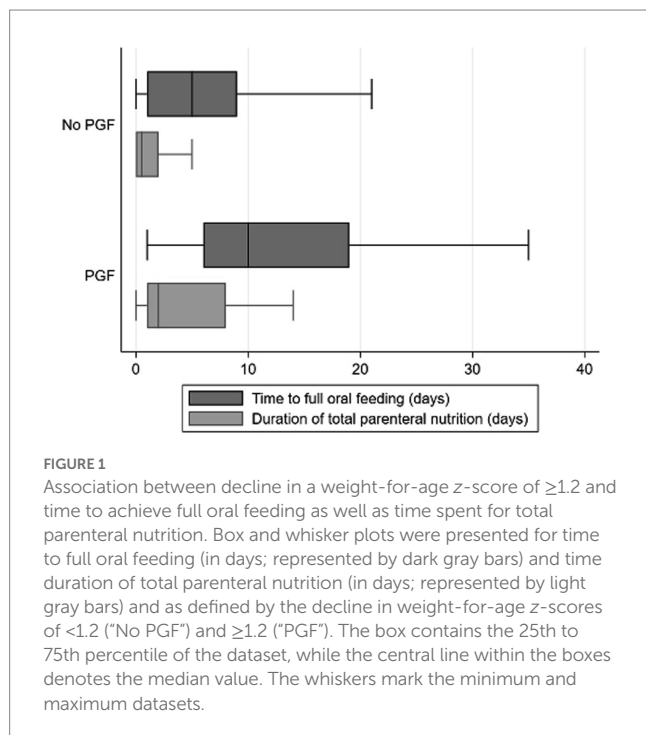 No PGF
PGF
0
10
20
30
40
Time to full oral feeding (days)
Duration of total parenteral nutrition (days)
FIGURE 1
Association between decline in a weight-for-age z-score of ≥1.2 and
time to achieve full oral feeding as well as time spent for total
parenteral nutrition. Box and whisker plots were presented for time
to full oral feeding (in days; represented by dark gray bars) and time
duration of total parenteral nutrition (in days; represented by light
gray bars) and as defined by the decline in weight-for-age z-scores
of <1.2 (“No PGF”) and ≥1.2 (“PGF”). The box contains the 25th to
75th percentile of the dataset, while the central line within the boxes
denotes the median value. The whiskers mark the minimum and
maximum datasets.